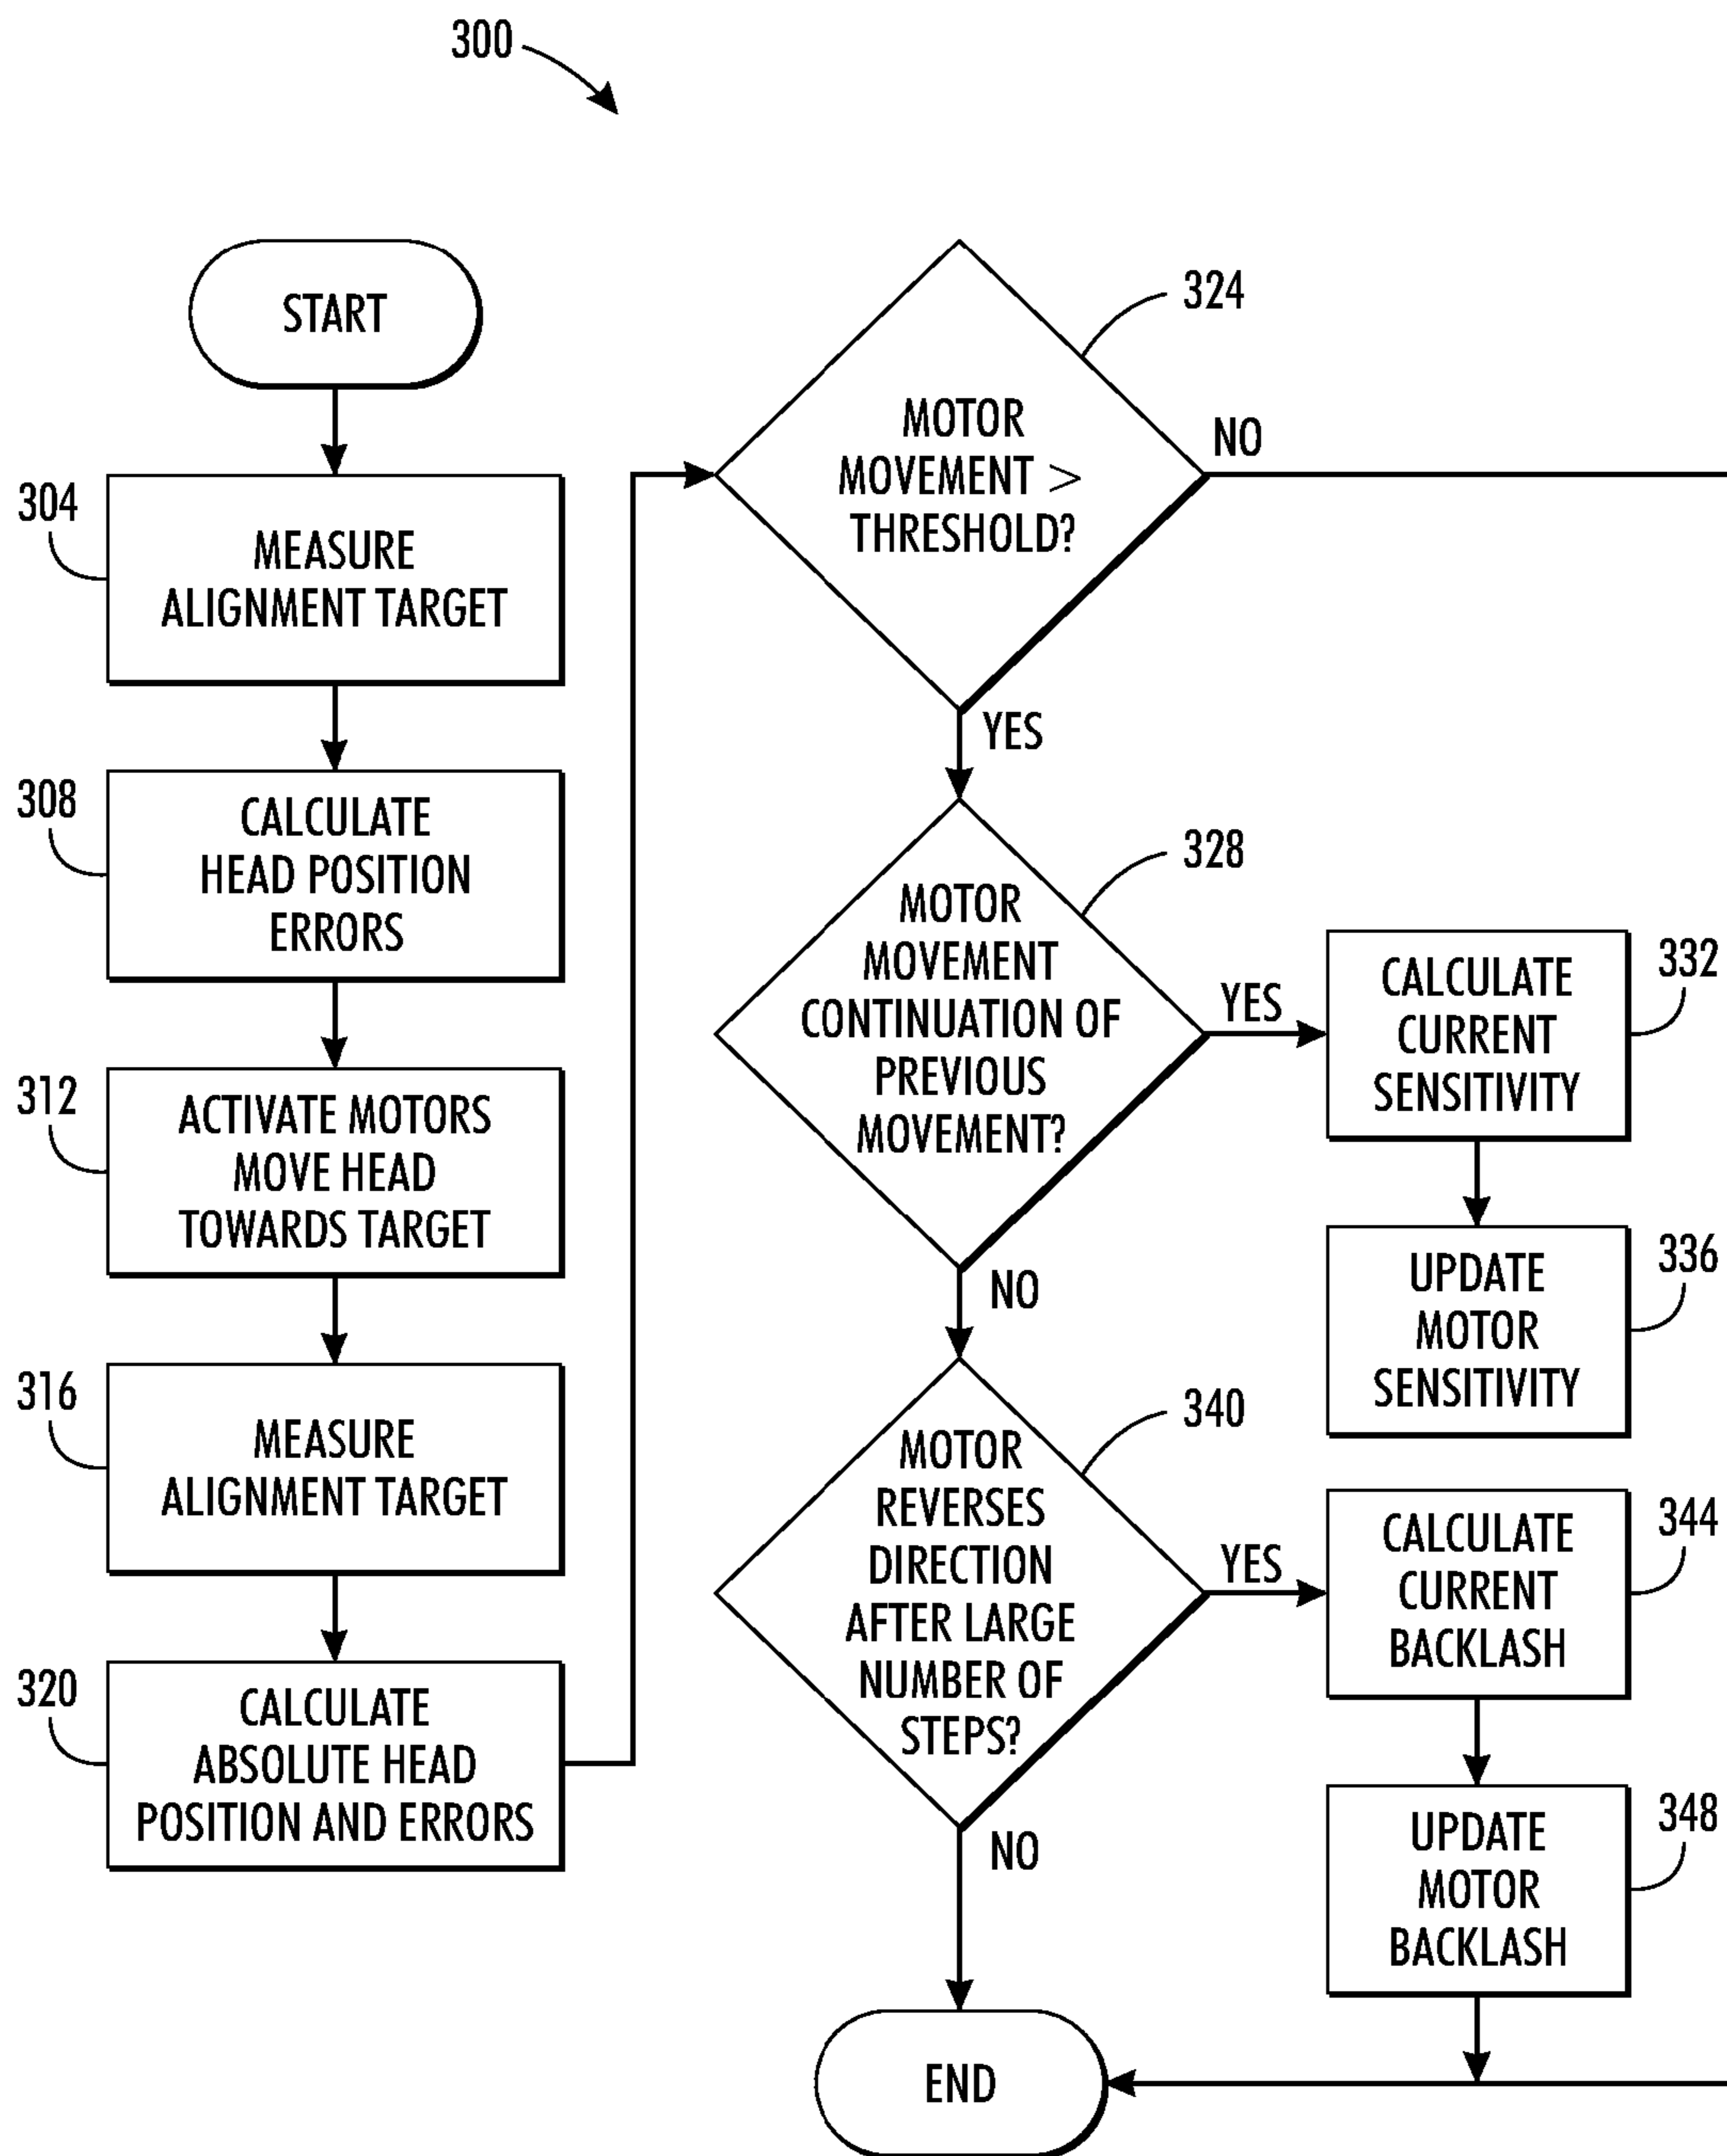 300
START
304
MEASURE
ALIGNMENT TARGET
308
CALCULATE
HEAD POSITION
ERRORS
312
ACTIVATE MOTORS
MOVE HEAD
TOWARDS TARGET
316
MEASURE
ALIGNMENT TARGET
320
CALCULATE
ABSOLUTE HEAD
POSITION AND ERRORS
324
MOTOR
MOVEMENT >
THRESHOLD?
NO
YES
328
MOTOR
MOVEMENT
CONTINUATION OF
PREVIOUS
MOVEMENT?
YES
NO
332
CALCULATE
CURRENT
SENSITIVITY
336
UPDATE
MOTOR
SENSITIVITY
340
MOTOR
REVERSES
DIRECTION
AFTER LARGE
NUMBER OF
STEPS?
YES
NO
344
CALCULATE
CURRENT
BACKLASH
348
UPDATE
MOTOR
BACKLASH
END